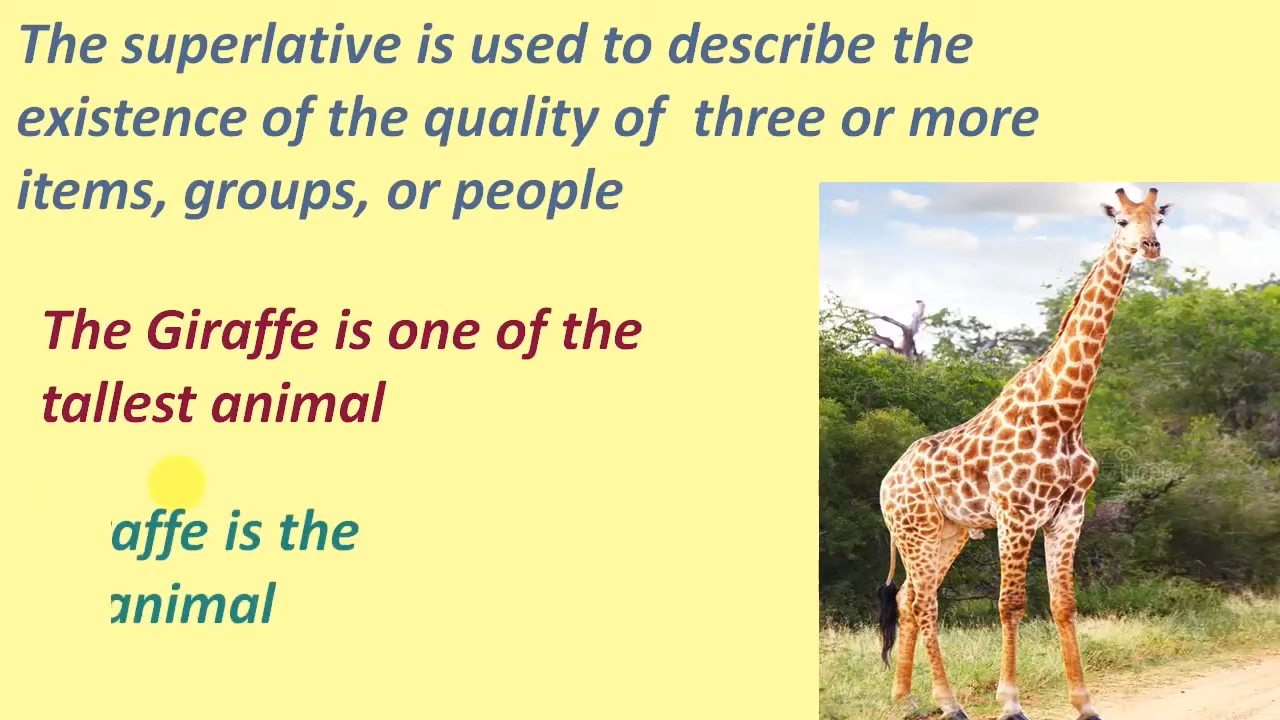 The superlative is used to describe the
existence of the quality of three or more
items, groups, or people
The Giraffe is one of the
tallest animal
affe is the
animal